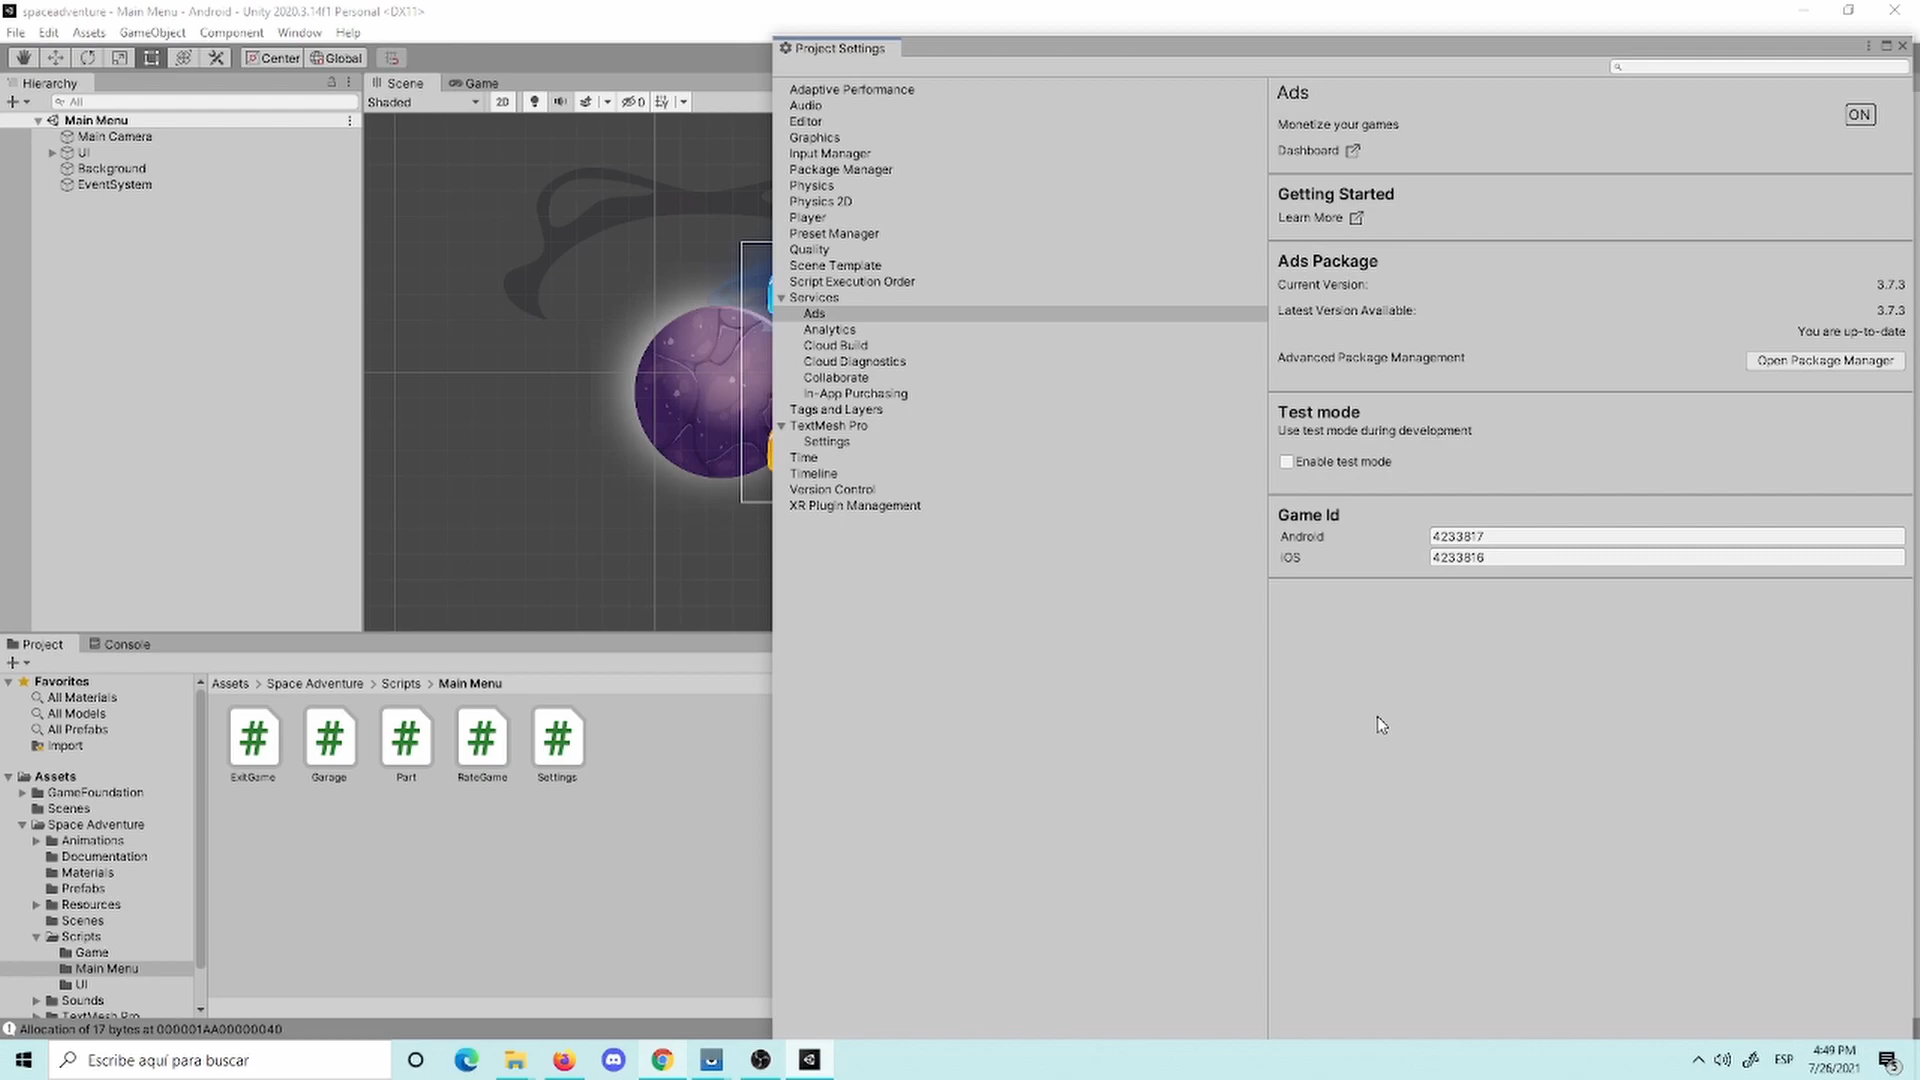 spaceadventure - Main Menu - Android - Unity 2020.3.14f1 Personal <DX11>
File Edit Assets GameObject Component Window Help
Center Global
Hierarchy
All
Main Menu
Main Camera
UI
Background
EventSystem
Scene Game
Shaded 2D 0
Project Settings
Adaptive Performance
Audio
Editor
Graphics
Input Manager
Package Manager
Physics
Physics 2D
Player
Preset Manager
Quality
Scene Template
Script Execution Order
Services
Ads
Analytics
Cloud Build
Cloud Diagnostics
Collaborate
In-App Purchasing
Tags and Layers
TextMesh Pro
Settings
Time
Timeline
Version Control
XR Plugin Management
Ads
ON
Monetize your games
Dashboard
Getting Started
Learn More
Ads Package
Current Version: 3.7.3
Latest Version Available: 3.7.3
You are up-to-date
Advanced Package Management Open Package Manager
Test mode
Use test mode during development
Enable test mode
Game Id
Android 4233817
iOS 4233816
Project Console
Favorites
All Materials
All Models
All Prefabs
Import
Assets
GameFoundation
Scenes
Space Adventure
Animations
Documentation
Materials
Prefabs
Resources
Scenes
Scripts
Game
Main Menu
UI
Sounds
TextMesh Pro
Assets > Space Adventure > Scripts > Main Menu
# # # # #
ExitGame Garage Part RateGame Settings
Allocation of 17 bytes at 000001AA00000040
Escribe aquí para buscar
ESP
4:49 PM
7/26/2021
5